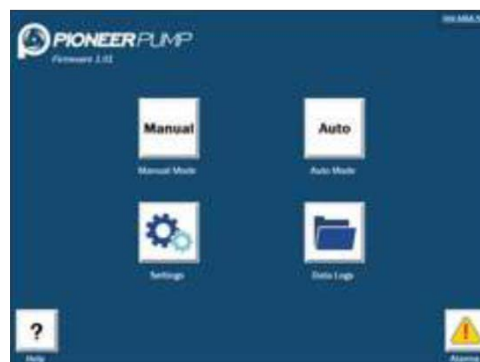 PIONEER PUMP
Firmware 1.01
Manual
Auto
Manual Mode
Auto Mode
Settings
Data Logs
?
Help
Alarms